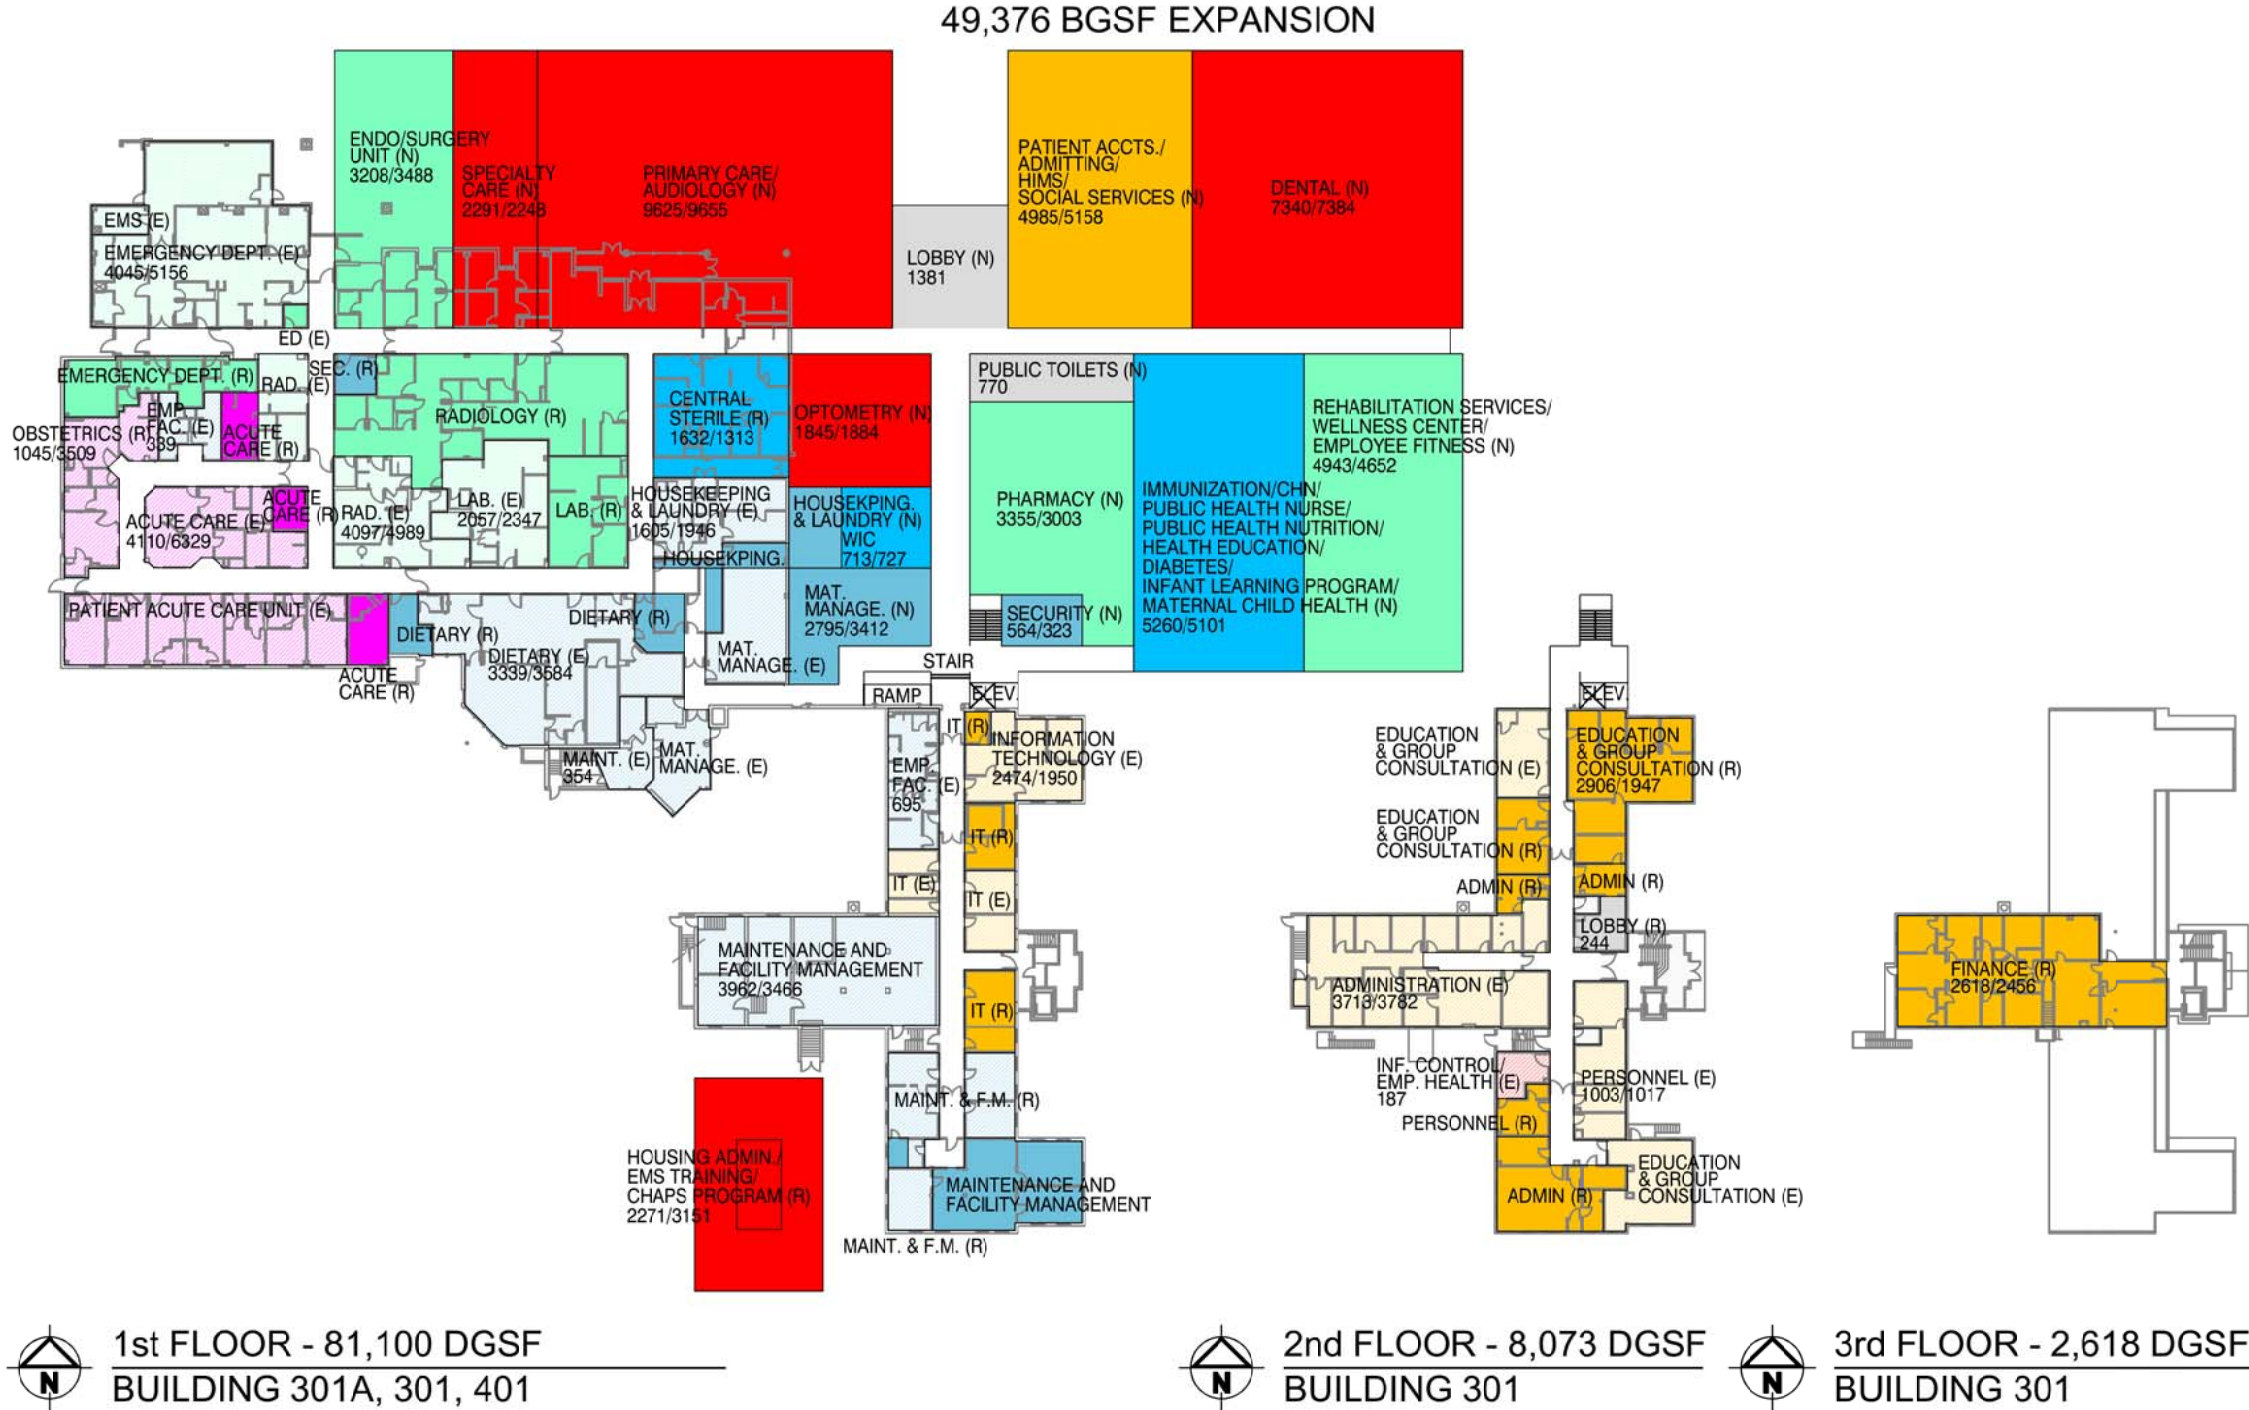 49,376 BGSF EXPANSION
ENDO/SURGERY
UNIT (N)
3208/3488
SPECIALTY
CARE (N)
2291/2248
PRIMARY CARE/
AUDIOLOGY (N)
9625/9655
LOBBY (N)
1381
PATIENT ACCTS./
ADMITTING/
HIMS/
SOCIAL SERVICES (N)
4985/5158
DENTAL (N)
7340/7384
EMS (E)
EMERGENCY DEPT. (E)
4045/5156
ED (E)
EMERGENCY DEPT. (R)
RAD. (E)
SEC. (R)
EMP.
FAC. (E)
339
ACUTE
CARE (R)
OBSTETRICS (R)
1045/3509
RADIOLOGY (R)
CENTRAL
STERILE (R)
1632/1313
OPTOMETRY (N)
1845/1884
PUBLIC TOILETS (N)
770
PHARMACY (N)
3355/3003
IMMUNIZATION/CHN/
PUBLIC HEALTH NURSE/
PUBLIC HEALTH NUTRITION/
HEALTH EDUCATION/
DIABETES/
INFANT LEARNING PROGRAM/
MATERNAL CHILD HEALTH (N)
5260/5101
REHABILITATION SERVICES/
WELLNESS CENTER/
EMPLOYEE FITNESS (N)
4943/4652
ACUTE CARE (E)
4110/6329
ACUTE
CARE (R)
RAD. (E)
4097/4989
LAB. (E)
2057/2347
LAB. (R)
HOUSEKEEPING
& LAUNDRY (E)
1605/1946
HOUSEKPING.
HOUSEKPING.
& LAUNDRY (N)
WIC
713/727
MAT.
MANAGE. (N)
2795/3412
SECURITY (N)
564/323
PATIENT ACUTE CARE UNIT (E)
ACUTE
CARE (R)
DIETARY (R)
DIETARY (R)
DIETARY (E)
3339/3584
MAT.
MANAGE. (E)
STAIR
RAMP
ELEV.
MAINT. (E)
354
MAT.
MANAGE. (E)
EMP.
FAC. (E)
695
IT (R)
INFORMATION
TECHNOLOGY (E)
2474/1950
IT (R)
IT (E)
IT (E)
MAINTENANCE AND
FACILITY MANAGEMENT
3962/3466
IT (R)
MAINT. & F.M. (R)
HOUSING ADMIN./
EMS TRAINING/
CHAPS PROGRAM (R)
2271/3151
MAINTENANCE AND
FACILITY MANAGEMENT
MAINT. & F.M. (R)
ELEV.
EDUCATION
& GROUP
CONSULTATION (E)
EDUCATION
& GROUP
CONSULTATION (R)
2906/1947
EDUCATION
& GROUP
CONSULTATION (R)
ADMIN (R)
ADMIN (R)
LOBBY (R)
244
ADMINISTRATION (E)
3713/3782
INF. CONTROL/
EMP. HEALTH (E)
187
PERSONNEL (E)
1003/1017
PERSONNEL (R)
ADMIN (R)
EDUCATION
& GROUP
CONSULTATION (E)
FINANCE (R)
2618/2456
N
1st FLOOR - 81,100 DGSF
BUILDING 301A, 301, 401
N
2nd FLOOR - 8,073 DGSF
BUILDING 301
N
3rd FLOOR - 2,618 DGSF
BUILDING 301